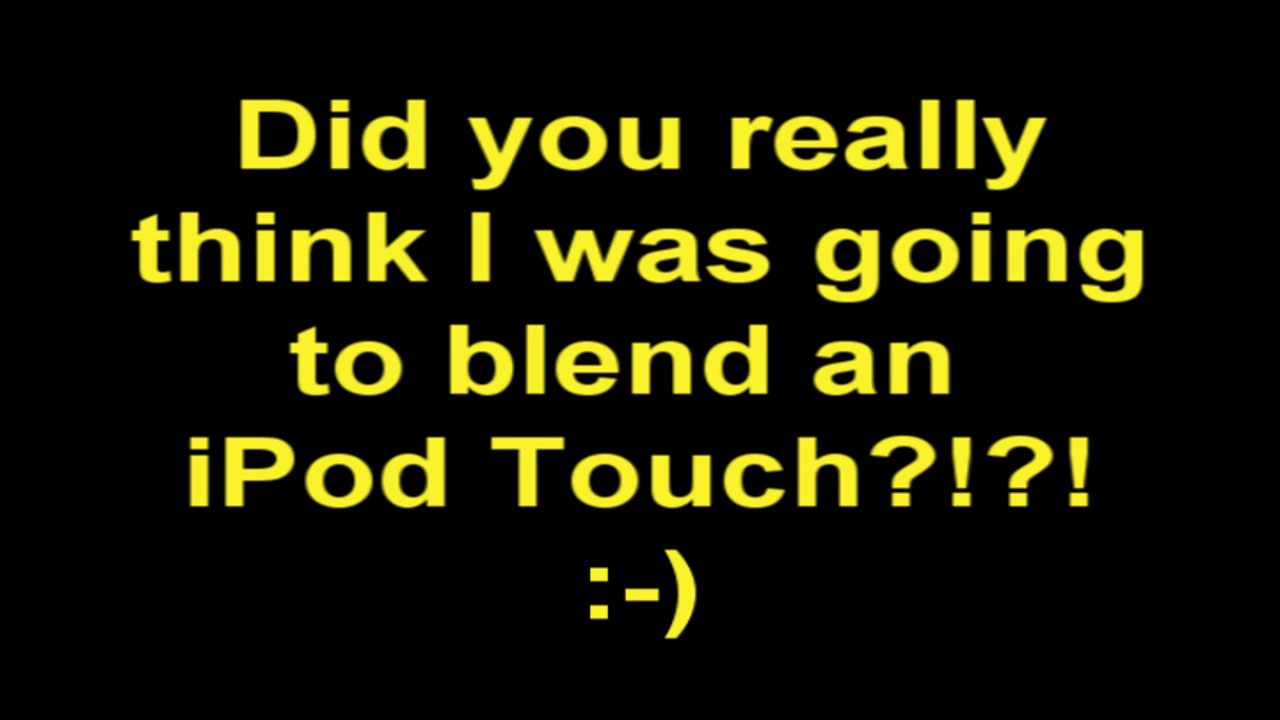 Did you really
think I was going
to blend an
iPod Touch?!?!
:-)